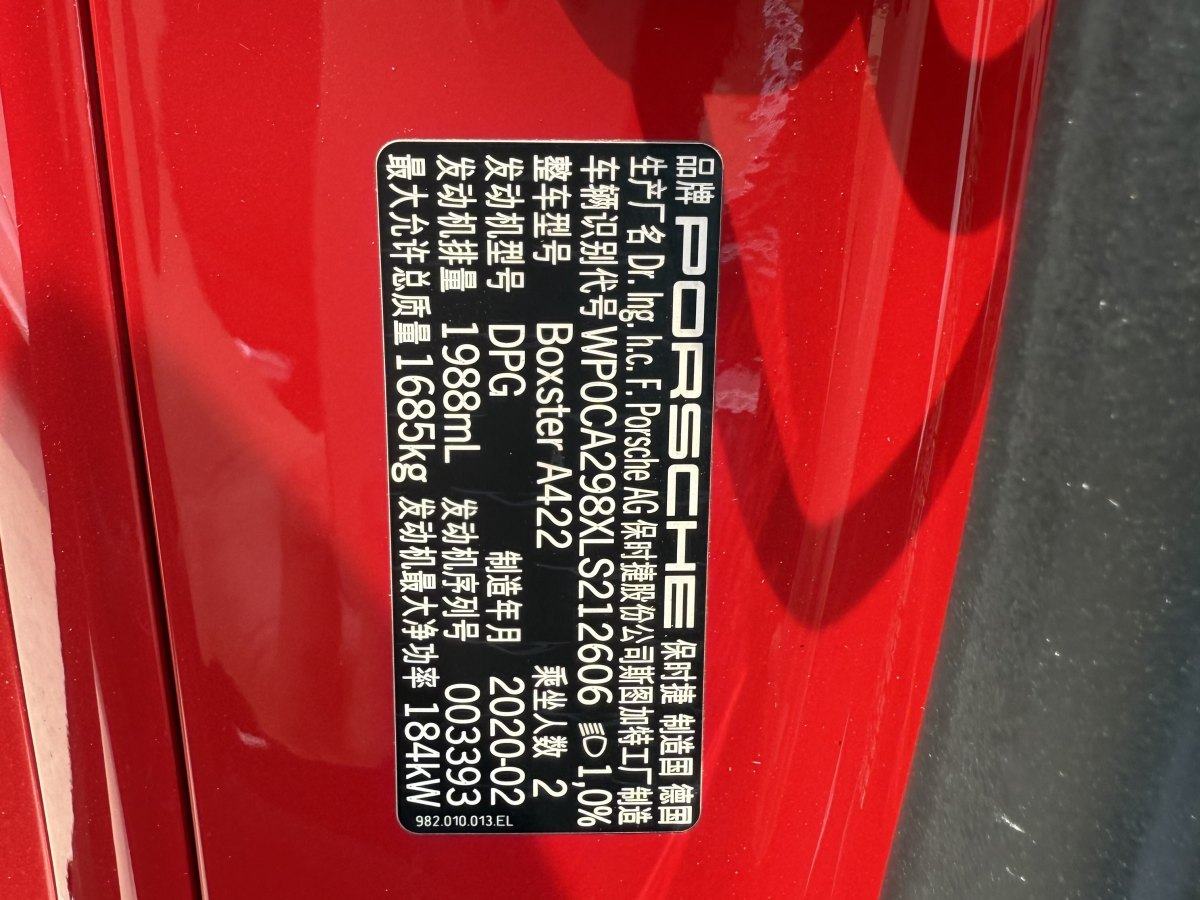 品牌 PORSCHE 保时捷 制造国 德国
生产厂名 Dr. Ing. h.c. F. Porsche AG 保时捷股份公司斯图加特工厂制造
车辆识别代号 WP0CA298XLS212606 1,0%
整车型号 Boxster A422 乘坐人数 2
发动机型号 DPG 制造年月 2020-02
发动机排量 1988mL 发动机序列号 003393
最大允许总质量 1685kg 发动机最大净功率 184kW
982.010.013.EL